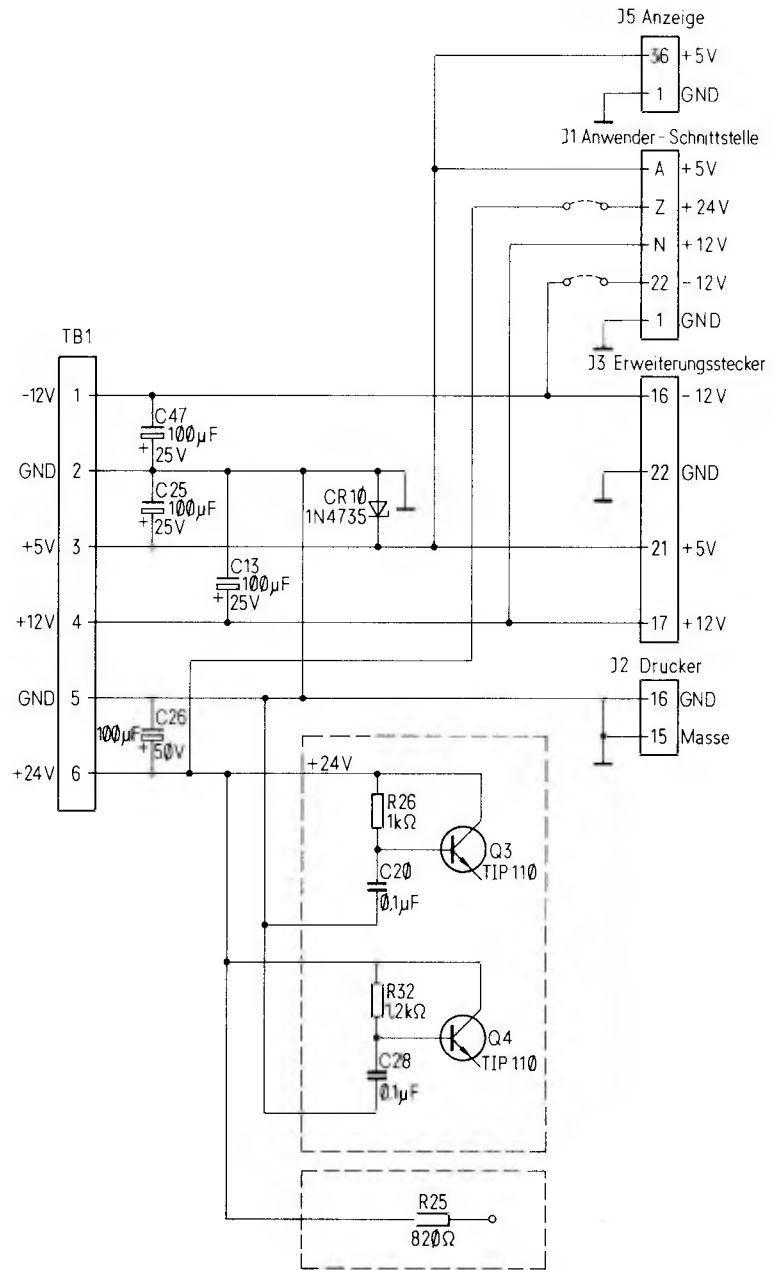 J5 Anzeige
36 +5V
1 GND
J1 Anwender-Schnittstelle
A +5V
Z +24V
N +12V
22 -12V
1 GND
TB1
J3 Erweiterungsstecker
-12V 1
16 -12V
C47
100µF
+ 25V
GND 2
22 GND
C25
100µF
+ 25V
CR10
1N4735
+5V 3
21 +5V
C13
100µF
+ 25V
+12V 4
17 +12V
J2 Drucker
GND 5
16 GND
C26
100µF
+ 50V
15 Masse
+24V 6
+24V
R26
1kΩ
Q3
TIP 110
C20
0,1µF
R32
1,2kΩ
Q4
TIP 110
C28
0,1µF
R25
820Ω